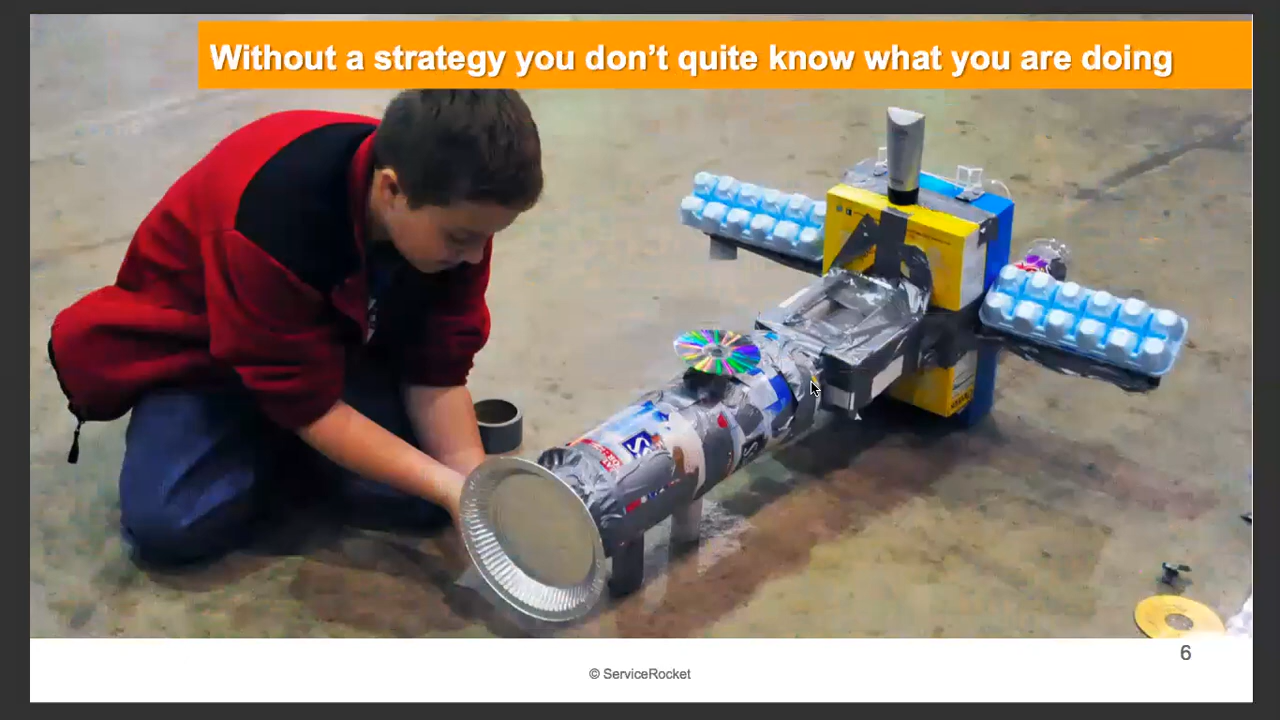 Without a strategy you don’t quite know what you are doing
6
© ServiceRocket